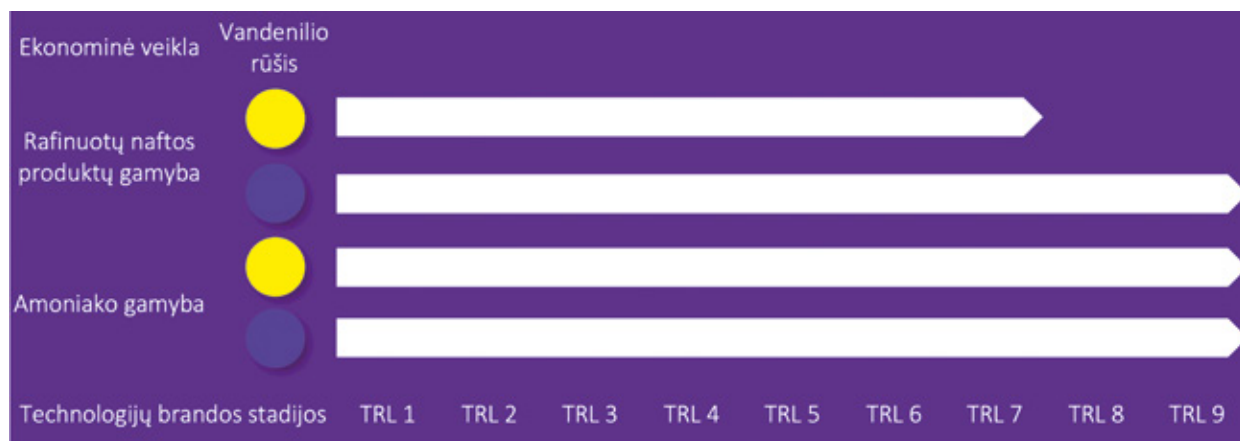 Ekonominė veikla
Vandenilio
rūšis
Rafinuotų naftos
produktų gamyba
Amoniako gamyba
Technologijų brandos stadijos TRL 1 TRL 2 TRL 3 TRL 4 TRL 5 TRL 6 TRL 7 TRL 8 TRL 9